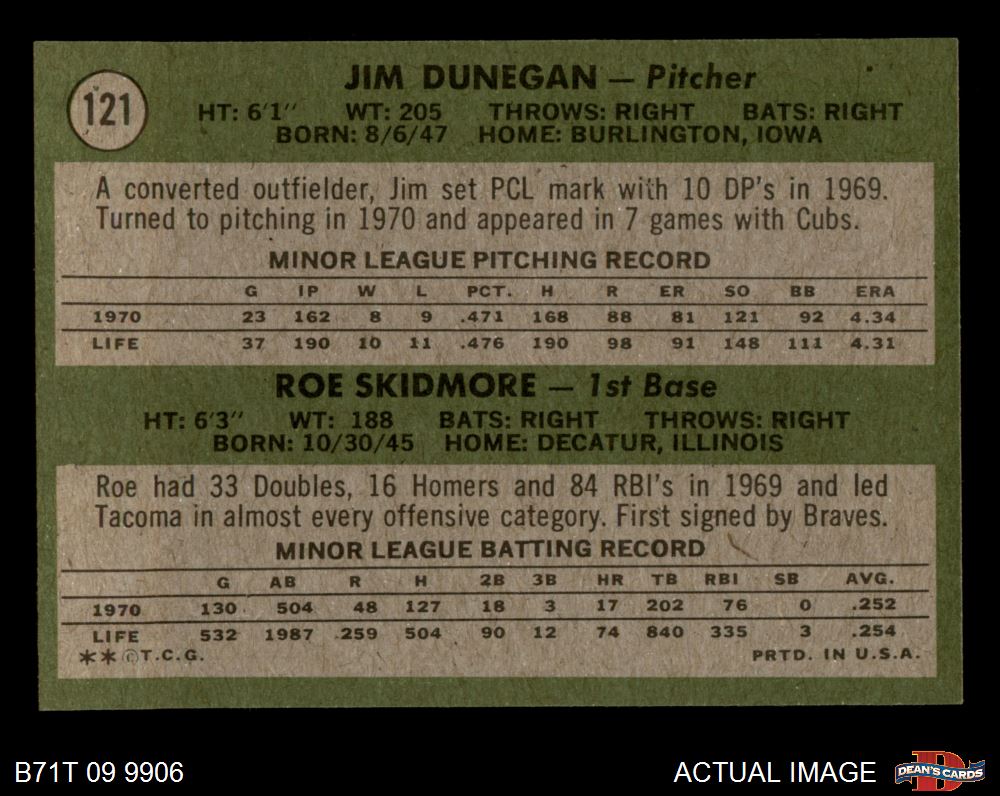 121
JIM DUNEGAN — Pitcher
HT: 6'1" WT: 205 THROWS: RIGHT BATS: RIGHT
BORN: 8/6/47 HOME: BURLINGTON, IOWA
A converted outfielder, Jim set PCL mark with 10 DP's in 1969.
Turned to pitching in 1970 and appeared in 7 games with Cubs.
MINOR LEAGUE PITCHING RECORD
G IP W L PCT. H R ER SO BB ERA
1970 23 162 8 9 .471 168 88 81 121 92 4.34
LIFE 37 190 10 11 .476 190 98 91 148 111 4.31
ROE SKIDMORE — 1st Base
HT: 6'3" WT: 188 BATS: RIGHT THROWS: RIGHT
BORN: 10/30/45 HOME: DECATUR, ILLINOIS
Roe had 33 Doubles, 16 Homers and 84 RBI's in 1969 and led
Tacoma in almost every offensive category. First signed by Braves.
MINOR LEAGUE BATTING RECORD
G AB R H 2B 3B HR TB RBI SB AVG.
1970 130 504 48 127 18 3 17 202 76 0 .252
LIFE 532 1987 259 504 90 12 74 840 335 3 .254
** ©T.C.G. PRTD. IN U.S.A.
B71T 09 9906 ACTUAL IMAGE DEAN'S CARDS